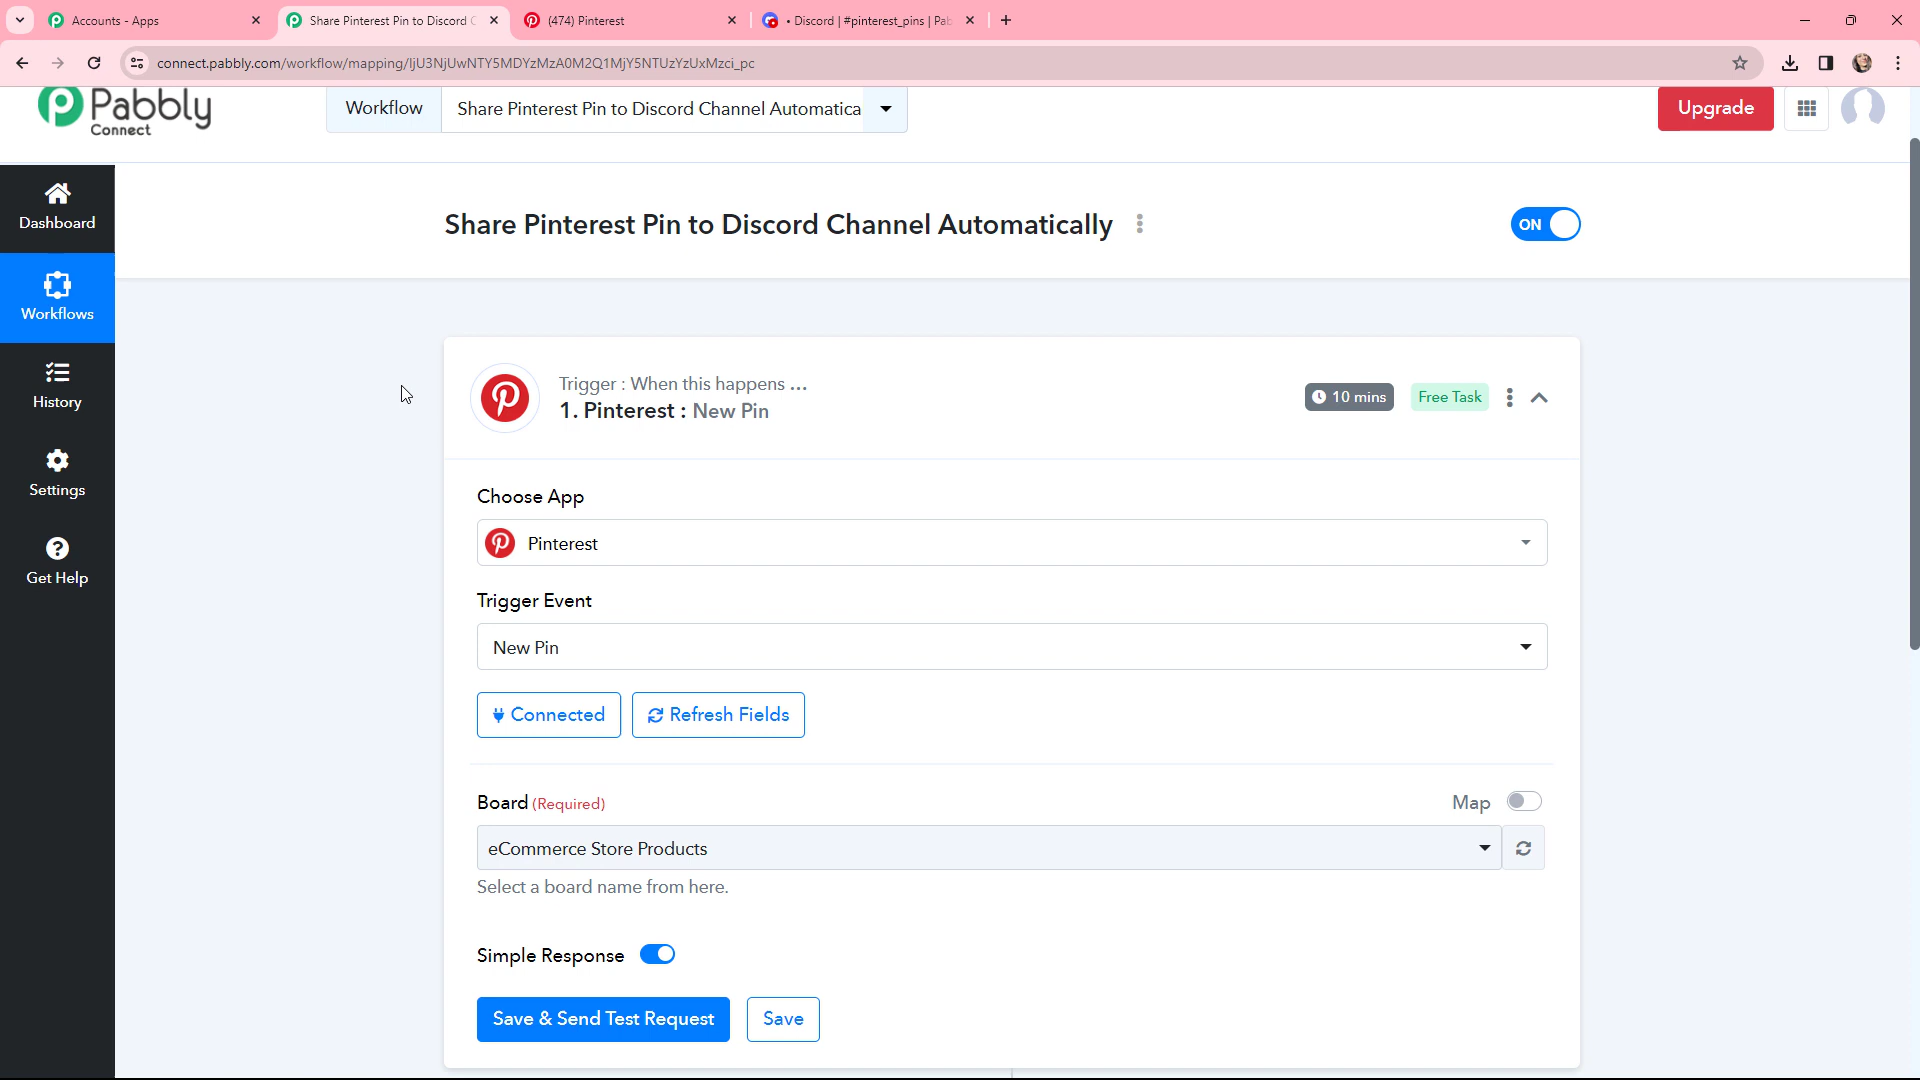 Accounts - Apps
Share Pinterest Pin to Discord C
(474) Pinterest
• Discord | #pinterest_pins | Pab
connect.pabbly.com/workflow/mapping/IjU3NjUwNTY5MDYzMzA0M2Q1MjY5NTUzYzUxMzci_pc
Pabbly
Connect
Workflow
Share Pinterest Pin to Discord Channel Automatica
Upgrade
Dashboard
Workflows
History
Settings
Get Help
Share Pinterest Pin to Discord Channel Automatically
ON
Trigger : When this happens ...
1. Pinterest : New Pin
10 mins
Free Task
Choose App
Pinterest
Trigger Event
New Pin
Connected
Refresh Fields
Board (Required)
Map
eCommerce Store Products
Select a board name from here.
Simple Response
Save & Send Test Request
Save